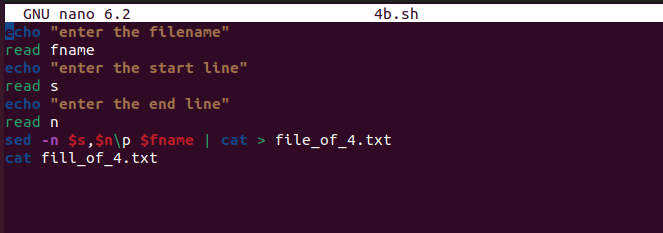 GNU nano 6.2 4b.sh
echo "enter the filename"
read fname
echo "enter the start line"
read s
echo "enter the end line"
read n
sed -n $s,$n\p $fname | cat > file_of_4.txt
cat fill_of_4.txt